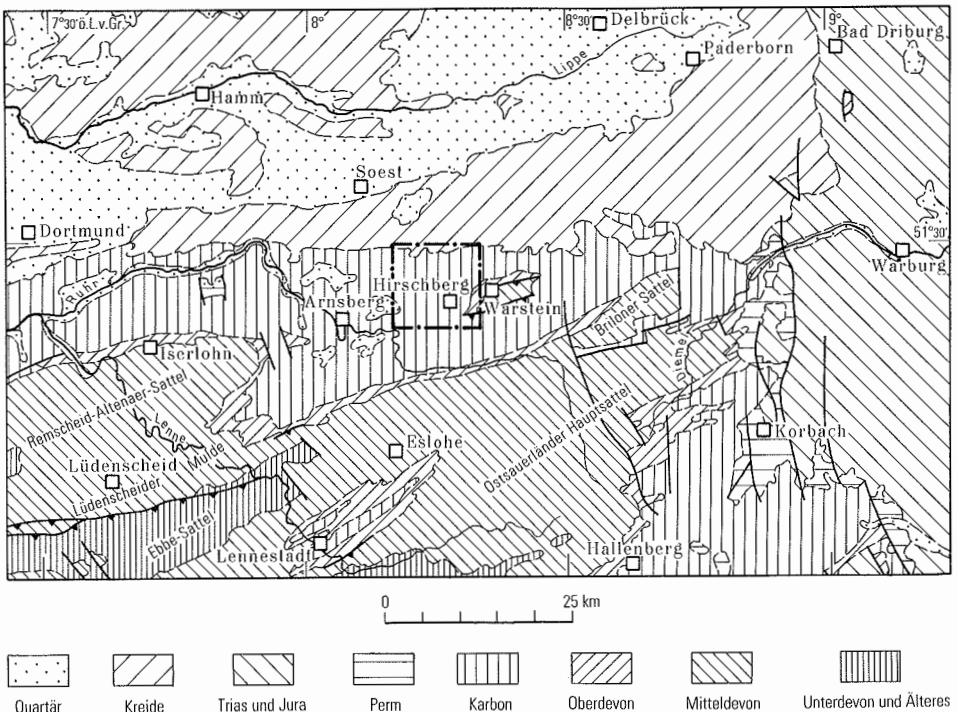 7°30'ö.L.v.Gr.
8°
8°30'
9°
Delbrück
Bad Driburg
Paderborn
Lippe
Hamm
Soest
Dortmund
51°30'
Warburg
Ruhr
Hirschberg
Arnsberg
Warstein
Briloner Sattel
Iserlohn
Diemel
Remscheid-Altenaer-Sattel
Lenne
Ostsauerländer Hauptsattel
Korbach
Eslohe
Lüdenscheid
Lüdenscheider Mulde
Ebbe-Sattel
Lennestadt
Hallenberg
0 25 km
Quartär Kreide Trias und Jura Perm Karbon Oberdevon Mitteldevon Unterdevon und Älteres